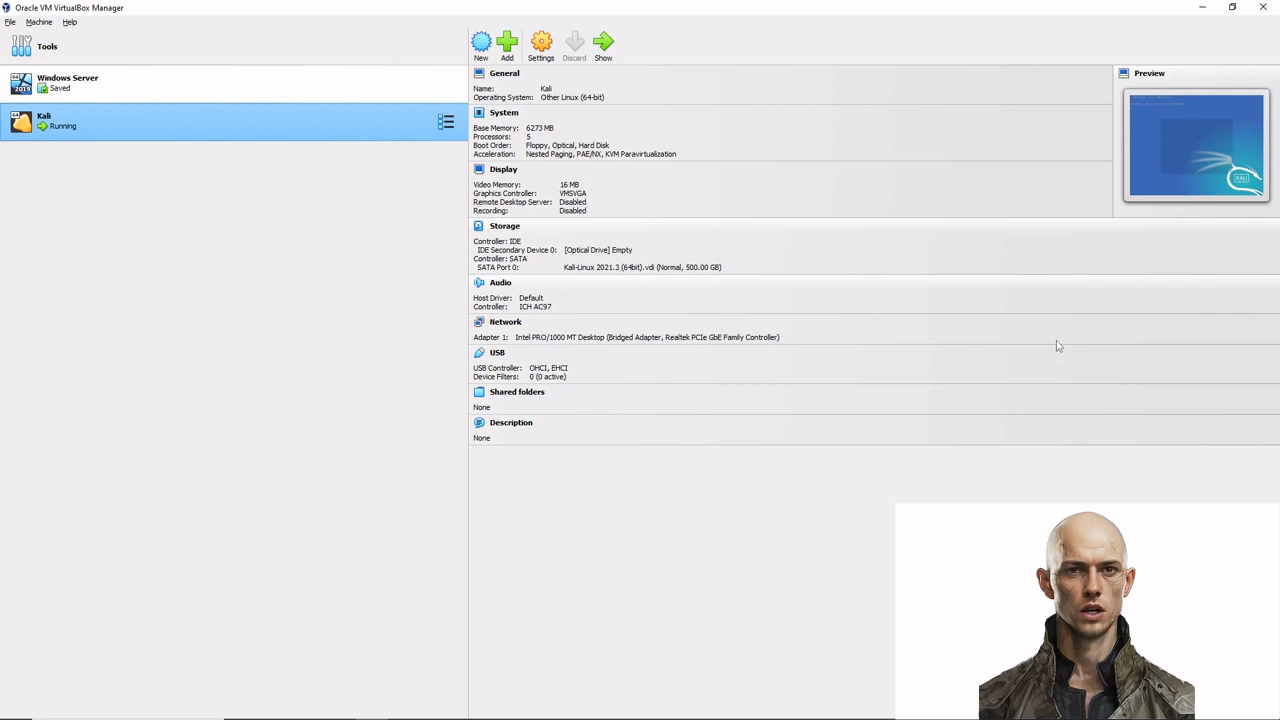 Oracle VM VirtualBox Manager
File Machine Help
Tools
New Add Settings Discard Show
64
2019
Windows Server
Saved
64
Kali
Running
General
Name: Kali
Operating System: Other Linux (64-bit)
System
Base Memory: 6273 MB
Processors: 5
Boot Order: Floppy, Optical, Hard Disk
Acceleration: Nested Paging, PAE/NX, KVM Paravirtualization
Display
Video Memory: 16 MB
Graphics Controller: VMSVGA
Remote Desktop Server: Disabled
Recording: Disabled
Storage
Controller: IDE
IDE Secondary Device 0: [Optical Drive] Empty
Controller: SATA
SATA Port 0: Kali-Linux 2021.3 (64bit).vdi (Normal, 500.00 GB)
Audio
Host Driver: Default
Controller: ICH AC97
Network
Adapter 1: Intel PRO/1000 MT Desktop (Bridged Adapter, Realtek PCIe GbE Family Controller)
USB
USB Controller: OHCI, EHCI
Device Filters: 0 (0 active)
Shared folders
None
Description
None
Preview
KALI